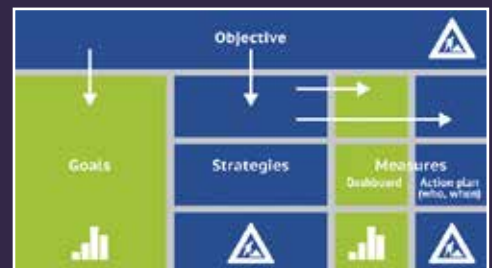 Objective
Goals
Strategies
Measures
Dashboard
Action plan
(who, when)